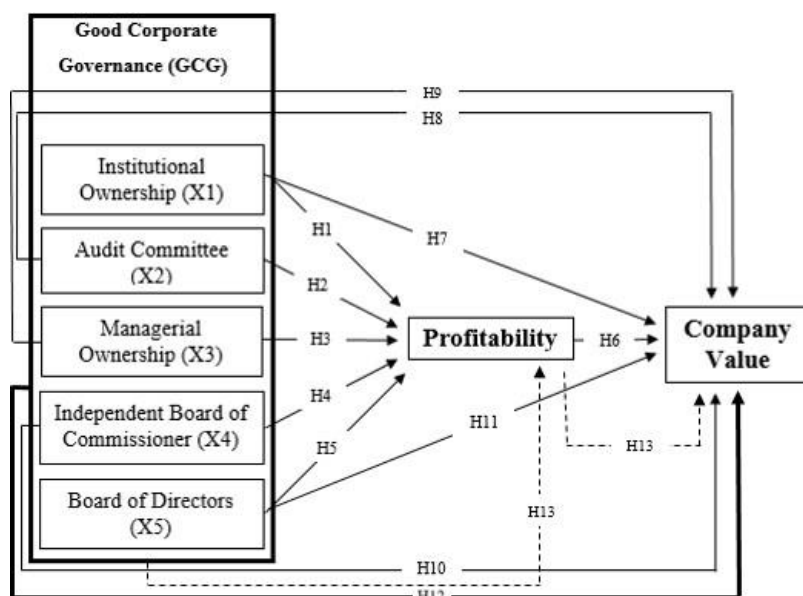 Good Corporate
Governance (GCG)
H9
H8
Institutional
Ownership (X1)
H1
H7
Audit Committee
(X2)
H2
Managerial
Ownership (X3)
H3
Profitability
H6
Company
Value
H4
Independent Board of
Commissioner (X4)
H5
H11
H13
Board of Directors
(X5)
H13
H10
H12